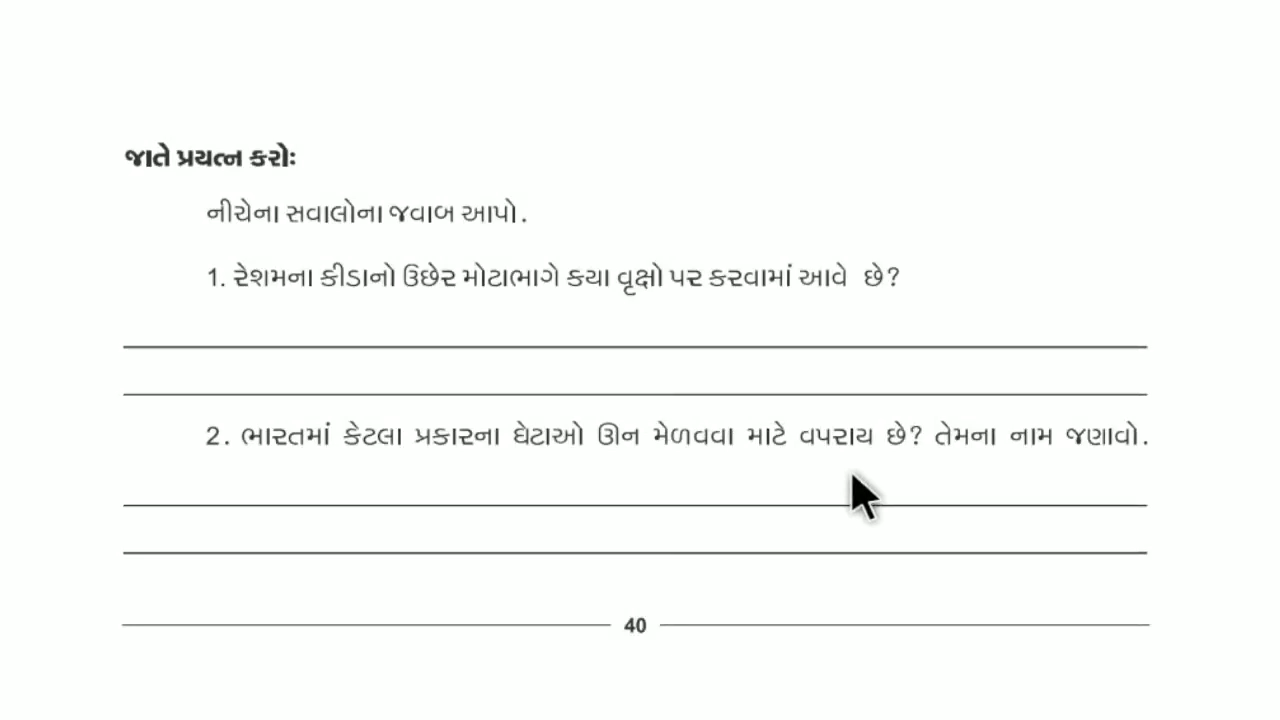 જાતે પ્રયત્ન કરોઃ
નીચેના સવાલોના જવાબ આપો.
1. રેશમના કીડાનો ઉછેર મોટાભાગે કયા વૃક્ષો પર કરવામાં આવે છે?
2. ભારતમાં કેટલા પ્રકારના ઘેટાઓ ઊન મેળવવા માટે વપરાય છે? તેમના નામ જણાવો.
40